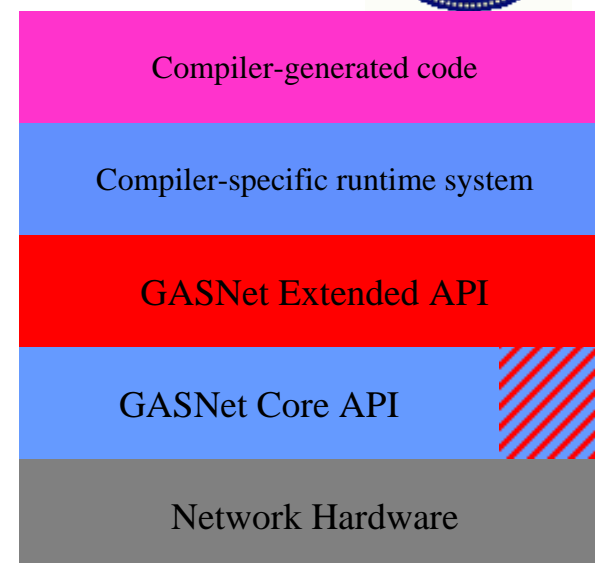 Compiler-generated code
Compiler-specific runtime system
GASNet Extended API
GASNet Core API
Network Hardware